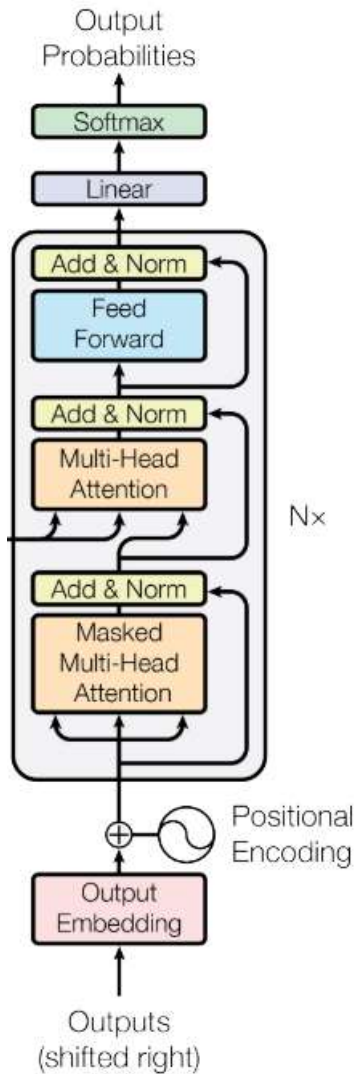 Output
Probabilities
Softmax
Linear
Add & Norm
Feed
Forward
Add & Norm
Multi-Head
Attention
N×
Add & Norm
Masked
Multi-Head
Attention
Positional
Encoding
Output
Embedding
Outputs
(shifted right)